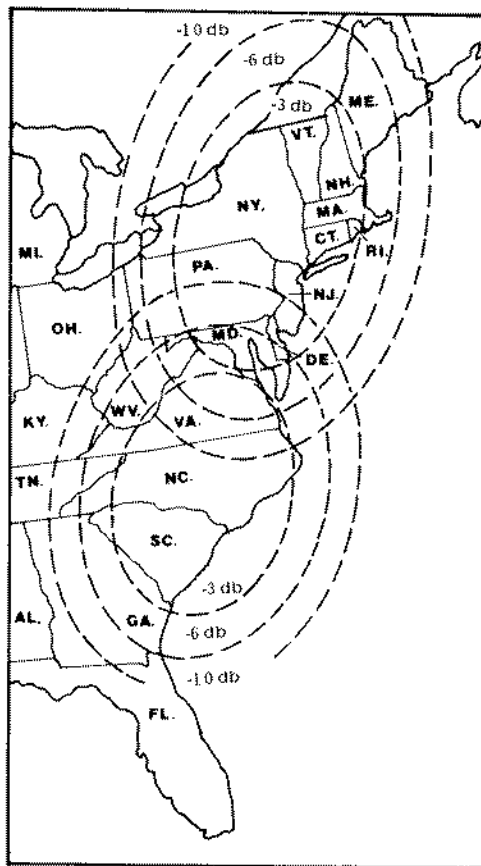 -10 db
-6 db
-3 db
ME.
VT.
NH.
NY.
MA.
CT.
RI.
MI.
PA.
NJ.
OH.
MD.
DE.
WV.
KY.
VA.
TN.
NC.
SC.
-3 db
AL.
GA.
-6 db
-10 db
FL.